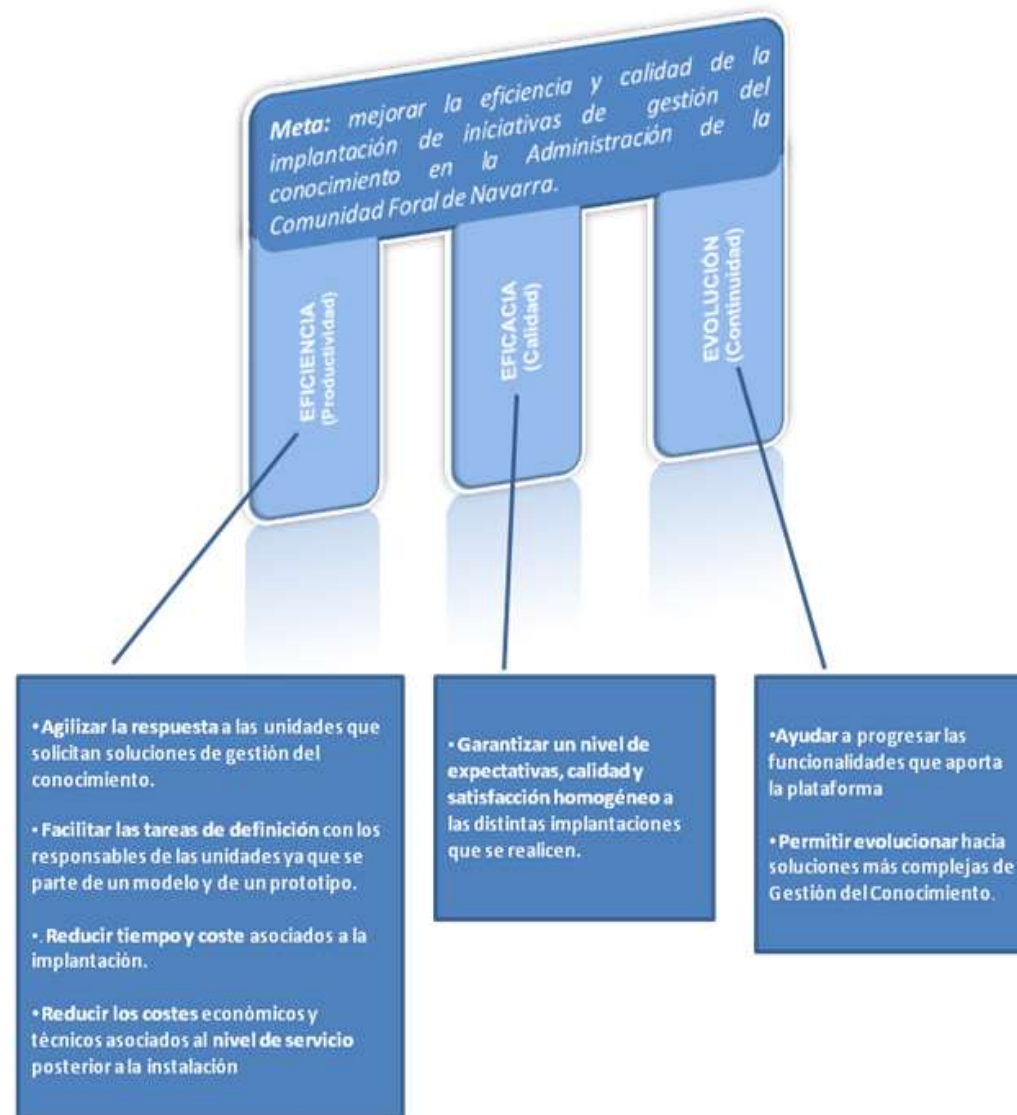 Meta: mejorar la eficiencia y calidad de la
implantación de iniciativas de gestión del
conocimiento en la Administración de la
Comunidad Foral de Navarra.
EFICIENCIA
(Productividad)
EFICACIA
(Calidad)
EVOLUCIÓN
(Continuidad)
•Agilizar la respuesta a las unidades que
solicitan soluciones de gestión del
conocimiento.
•Facilitar las tareas de definición con los
responsables de las unidades ya que se
parte de un modelo y de un prototipo.
•. Reducir tiempo y coste asociados a la
implantación.
•Reducir los costes económicos y
técnicos asociados al nivel de servicio
posterior a la instalación
• Garantizar un nivel de
expectativas, calidad y
satisfacción homogéneo a
las distintas implantaciones
que se realicen.
•Ayudar a progresar las
funcionalidades que aporta
la plataforma
•Permitir evolucionar hacia
soluciones más complejas de
Gestión del Conocimiento.